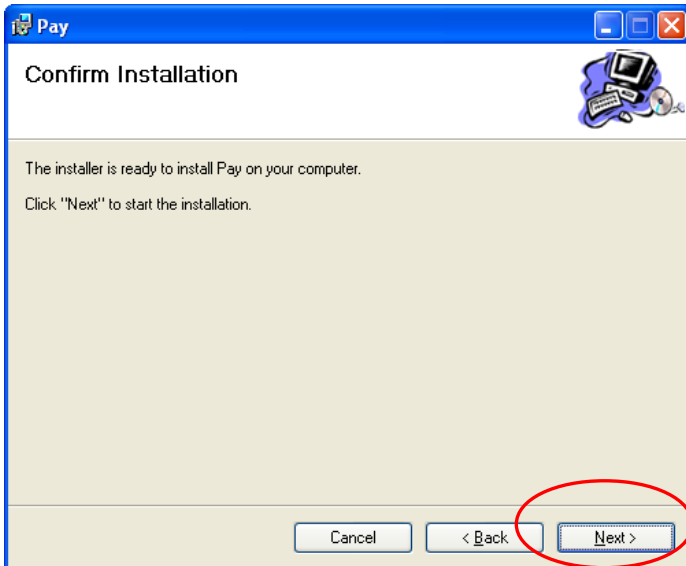 Pay
Confirm Installation
The installer is ready to install Pay on your computer.
Click "Next" to start the installation.
Cancel
< Back
Next >